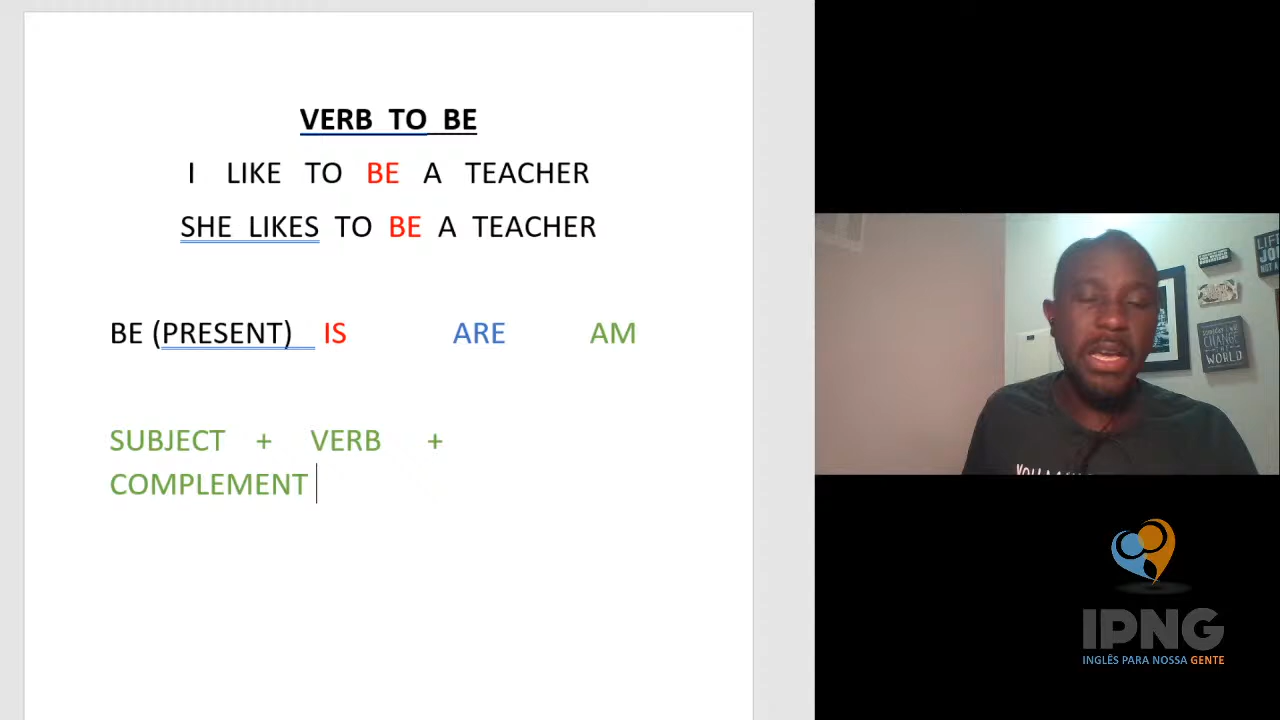 VERB TO BE
I LIKE TO BE A TEACHER
SHE LIKES TO BE A TEACHER
BE (PRESENT) IS ARE AM
SUBJECT + VERB +
COMPLEMENT
CHANGE
THE
WORLD
IPNG
INGLÊS PARA NOSSA GENTE